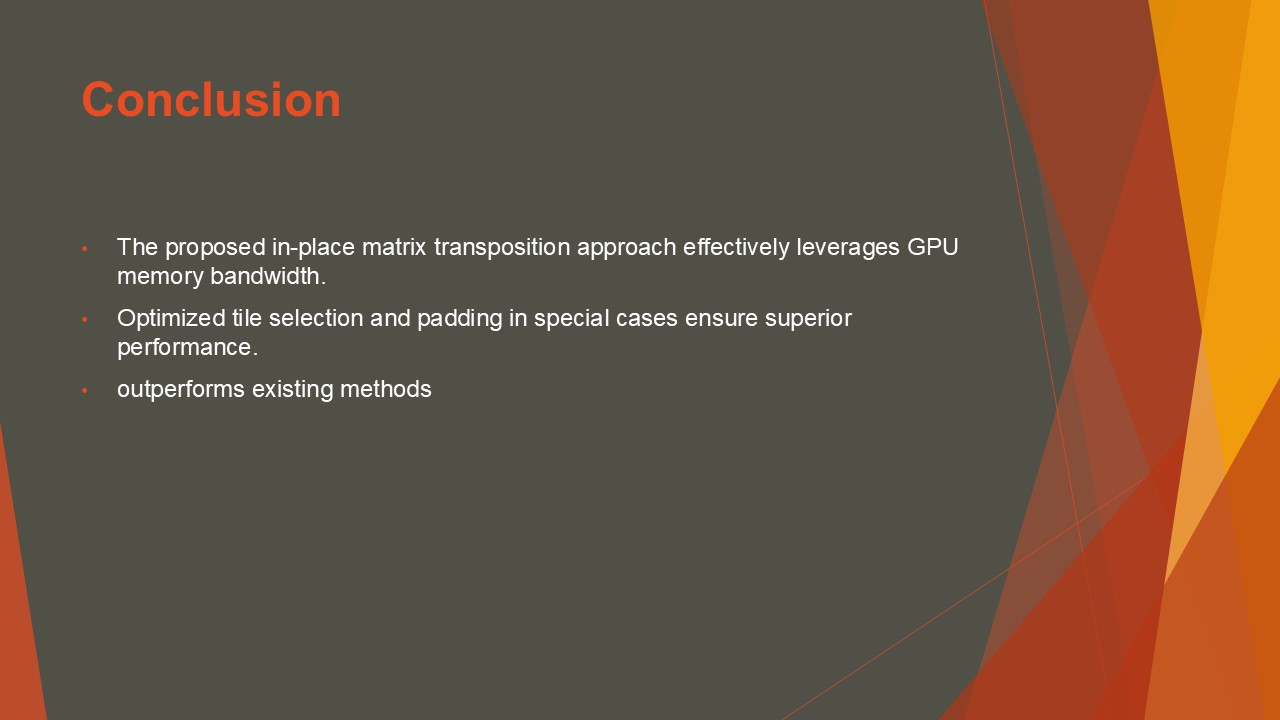 Conclusion
• The proposed in-place matrix transposition approach effectively leverages GPU
memory bandwidth.
• Optimized tile selection and padding in special cases ensure superior
performance.
• outperforms existing methods